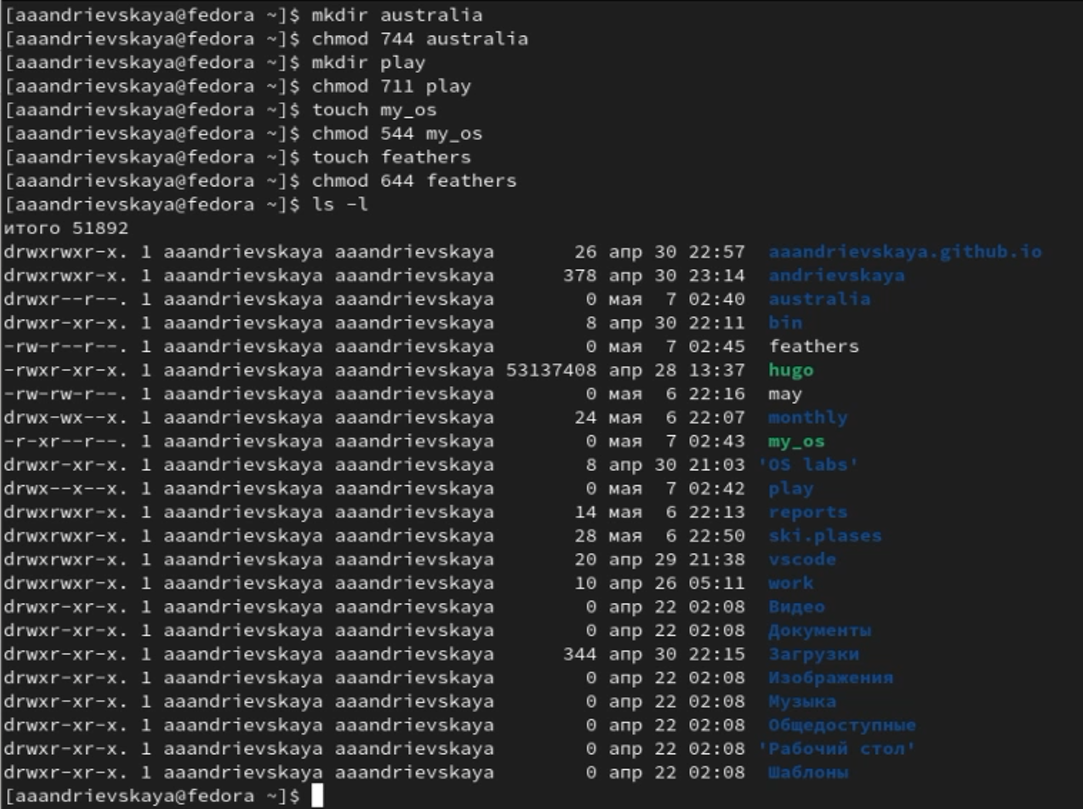 [aaandrievskaya@fedora ~]$ mkdir australia
[aaandrievskaya@fedora ~]$ chmod 744 australia
[aaandrievskaya@fedora ~]$ mkdir play
[aaandrievskaya@fedora ~]$ chmod 711 play
[aaandrievskaya@fedora ~]$ touch my_os
[aaandrievskaya@fedora ~]$ chmod 544 my_os
[aaandrievskaya@fedora ~]$ touch feathers
[aaandrievskaya@fedora ~]$ chmod 644 feathers
[aaandrievskaya@fedora ~]$ ls -l
итого 51892
drwxrwxr-x. 1 aaandrievskaya aaandrievskaya       26 апр 30 22:57  aaandrievskaya.github.io
drwxrwxr-x. 1 aaandrievskaya aaandrievskaya      378 апр 30 23:14  andrievskaya
drwxr--r--. 1 aaandrievskaya aaandrievskaya        0 мая  7 02:40  australia
drwxr-xr-x. 1 aaandrievskaya aaandrievskaya        8 апр 30 22:11  bin
-rw-r--r--. 1 aaandrievskaya aaandrievskaya        0 мая  7 02:45  feathers
-rwxr-xr-x. 1 aaandrievskaya aaandrievskaya 53137408 апр 28 13:37  hugo
-rw-rw-r--. 1 aaandrievskaya aaandrievskaya        0 мая  6 22:16  may
drwx-wx--x. 1 aaandrievskaya aaandrievskaya       24 мая  6 22:07  monthly
-r-xr--r--. 1 aaandrievskaya aaandrievskaya        0 мая  7 02:43  my_os
drwxr-xr-x. 1 aaandrievskaya aaandrievskaya        8 апр 30 21:03 'OS labs'
drwx--x--x. 1 aaandrievskaya aaandrievskaya        0 мая  7 02:42  play
drwxrwxr-x. 1 aaandrievskaya aaandrievskaya       14 мая  6 22:13  reports
drwxrwxr-x. 1 aaandrievskaya aaandrievskaya       28 мая  6 22:50  ski.plases
drwxr-xr-x. 1 aaandrievskaya aaandrievskaya       20 апр 29 21:38  vscode
drwxrwxr-x. 1 aaandrievskaya aaandrievskaya       10 апр 26 05:11  work
drwxr-xr-x. 1 aaandrievskaya aaandrievskaya        0 апр 22 02:08  Видео
drwxr-xr-x. 1 aaandrievskaya aaandrievskaya        0 апр 22 02:08  Документы
drwxr-xr-x. 1 aaandrievskaya aaandrievskaya      344 апр 30 22:15  Загрузки
drwxr-xr-x. 1 aaandrievskaya aaandrievskaya        0 апр 22 02:08  Изображения
drwxr-xr-x. 1 aaandrievskaya aaandrievskaya        0 апр 22 02:08  Музыка
drwxr-xr-x. 1 aaandrievskaya aaandrievskaya        0 апр 22 02:08  Общедоступные
drwxr-xr-x. 1 aaandrievskaya aaandrievskaya        0 апр 22 02:08 'Рабочий стол'
drwxr-xr-x. 1 aaandrievskaya aaandrievskaya        0 апр 22 02:08  Шаблоны
[aaandrievskaya@fedora ~]$